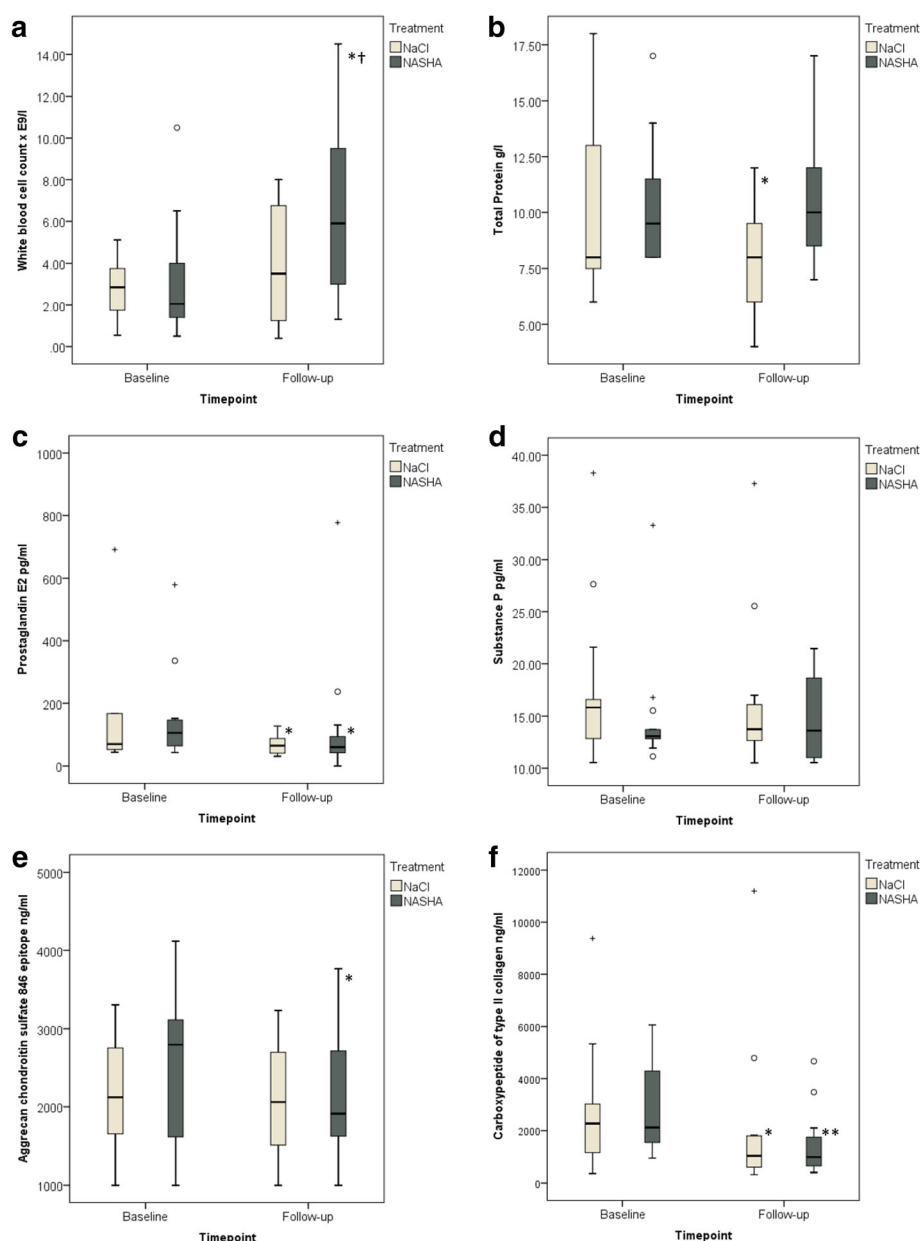 a
Treatment
NaCl
NASHA
14.00
12.00
10.00
8.00
6.00
4.00
2.00
.00
White blood cell count x E9/l
*†
Baseline
Follow-up
Timepoint
b
Treatment
NaCl
NASHA
17.50
15.00
12.50
10.00
7.50
5.00
Total Protein g/l
*
Baseline
Follow-up
Timepoint
c
Treatment
NaCl
NASHA
1000
800
600
400
200
0
Prostaglandin E2 pg/ml
*
*
Baseline
Follow-up
Timepoint
d
Treatment
NaCl
NASHA
40.00
35.00
30.00
25.00
20.00
15.00
10.00
Substance P pg/ml
Baseline
Follow-up
Timepoint
e
Treatment
NaCl
NASHA
5000
4000
3000
2000
1000
Aggrecan chondroitin sulfate 846 epitope ng/ml
*
Baseline
Follow-up
Timepoint
f
Treatment
NaCl
NASHA
12000
10000
8000
6000
4000
2000
0
Carboxypeptide of type II collagen ng/ml
*
**
Baseline
Follow-up
Timepoint